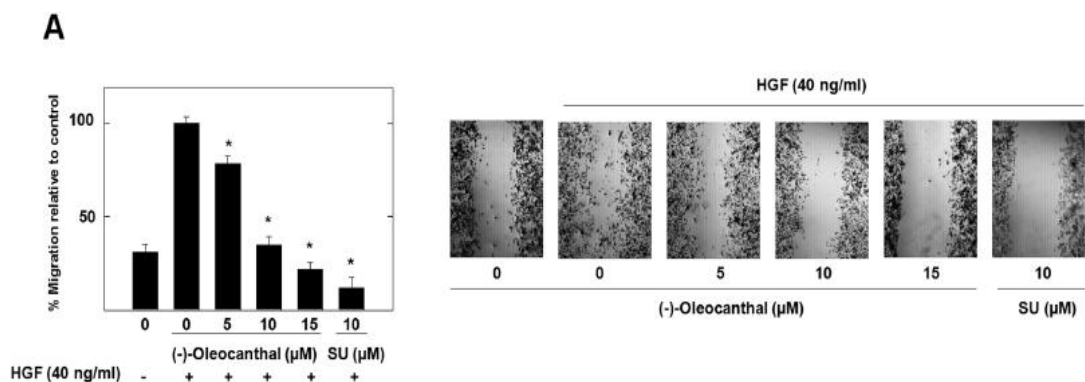 A
% Migration relative to control
100
50
*
*
*
*
0 0 5 10 15 10
(-)-Oleocanthal (µM) SU (µM)
HGF (40 ng/ml) - + + + + +
HGF (40 ng/ml)
0 0 5 10 15 10
(-)-Oleocanthal (µM) SU (µM)